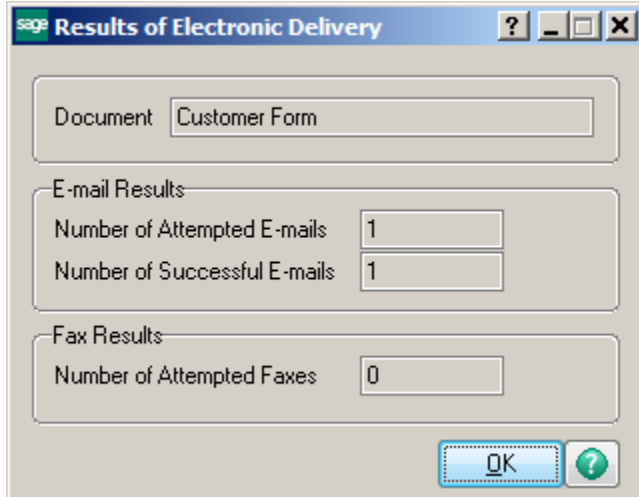 sage Results of Electronic Delivery ?
Document Customer Form
E-mail Results
Number of Attempted E-mails 1
Number of Successful E-mails 1
Fax Results
Number of Attempted Faxes 0
OK ?